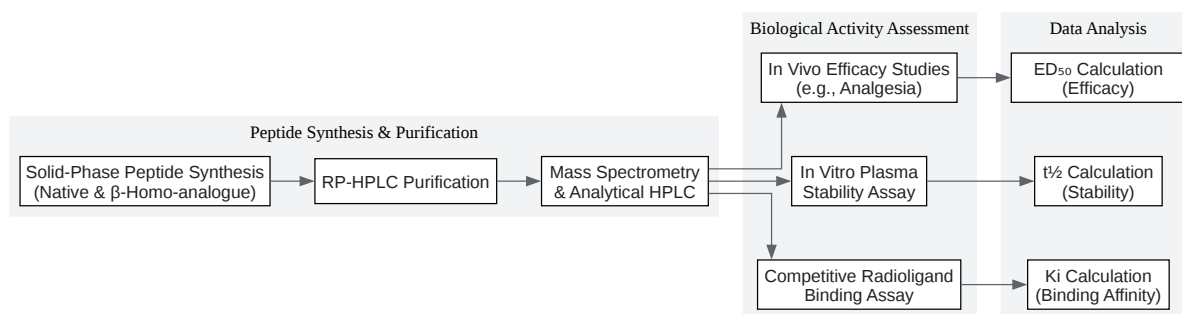 Peptide Synthesis & Purification
Solid-Phase Peptide Synthesis
(Native & β-Homo-analogue)
RP-HPLC Purification
Mass Spectrometry
& Analytical HPLC
Biological Activity Assessment
In Vivo Efficacy Studies
(e.g., Analgesia)
In Vitro Plasma
Stability Assay
Competitive Radioligand
Binding Assay
Data Analysis
ED₅₀ Calculation
(Efficacy)
t½ Calculation
(Stability)
Ki Calculation
(Binding Affinity)